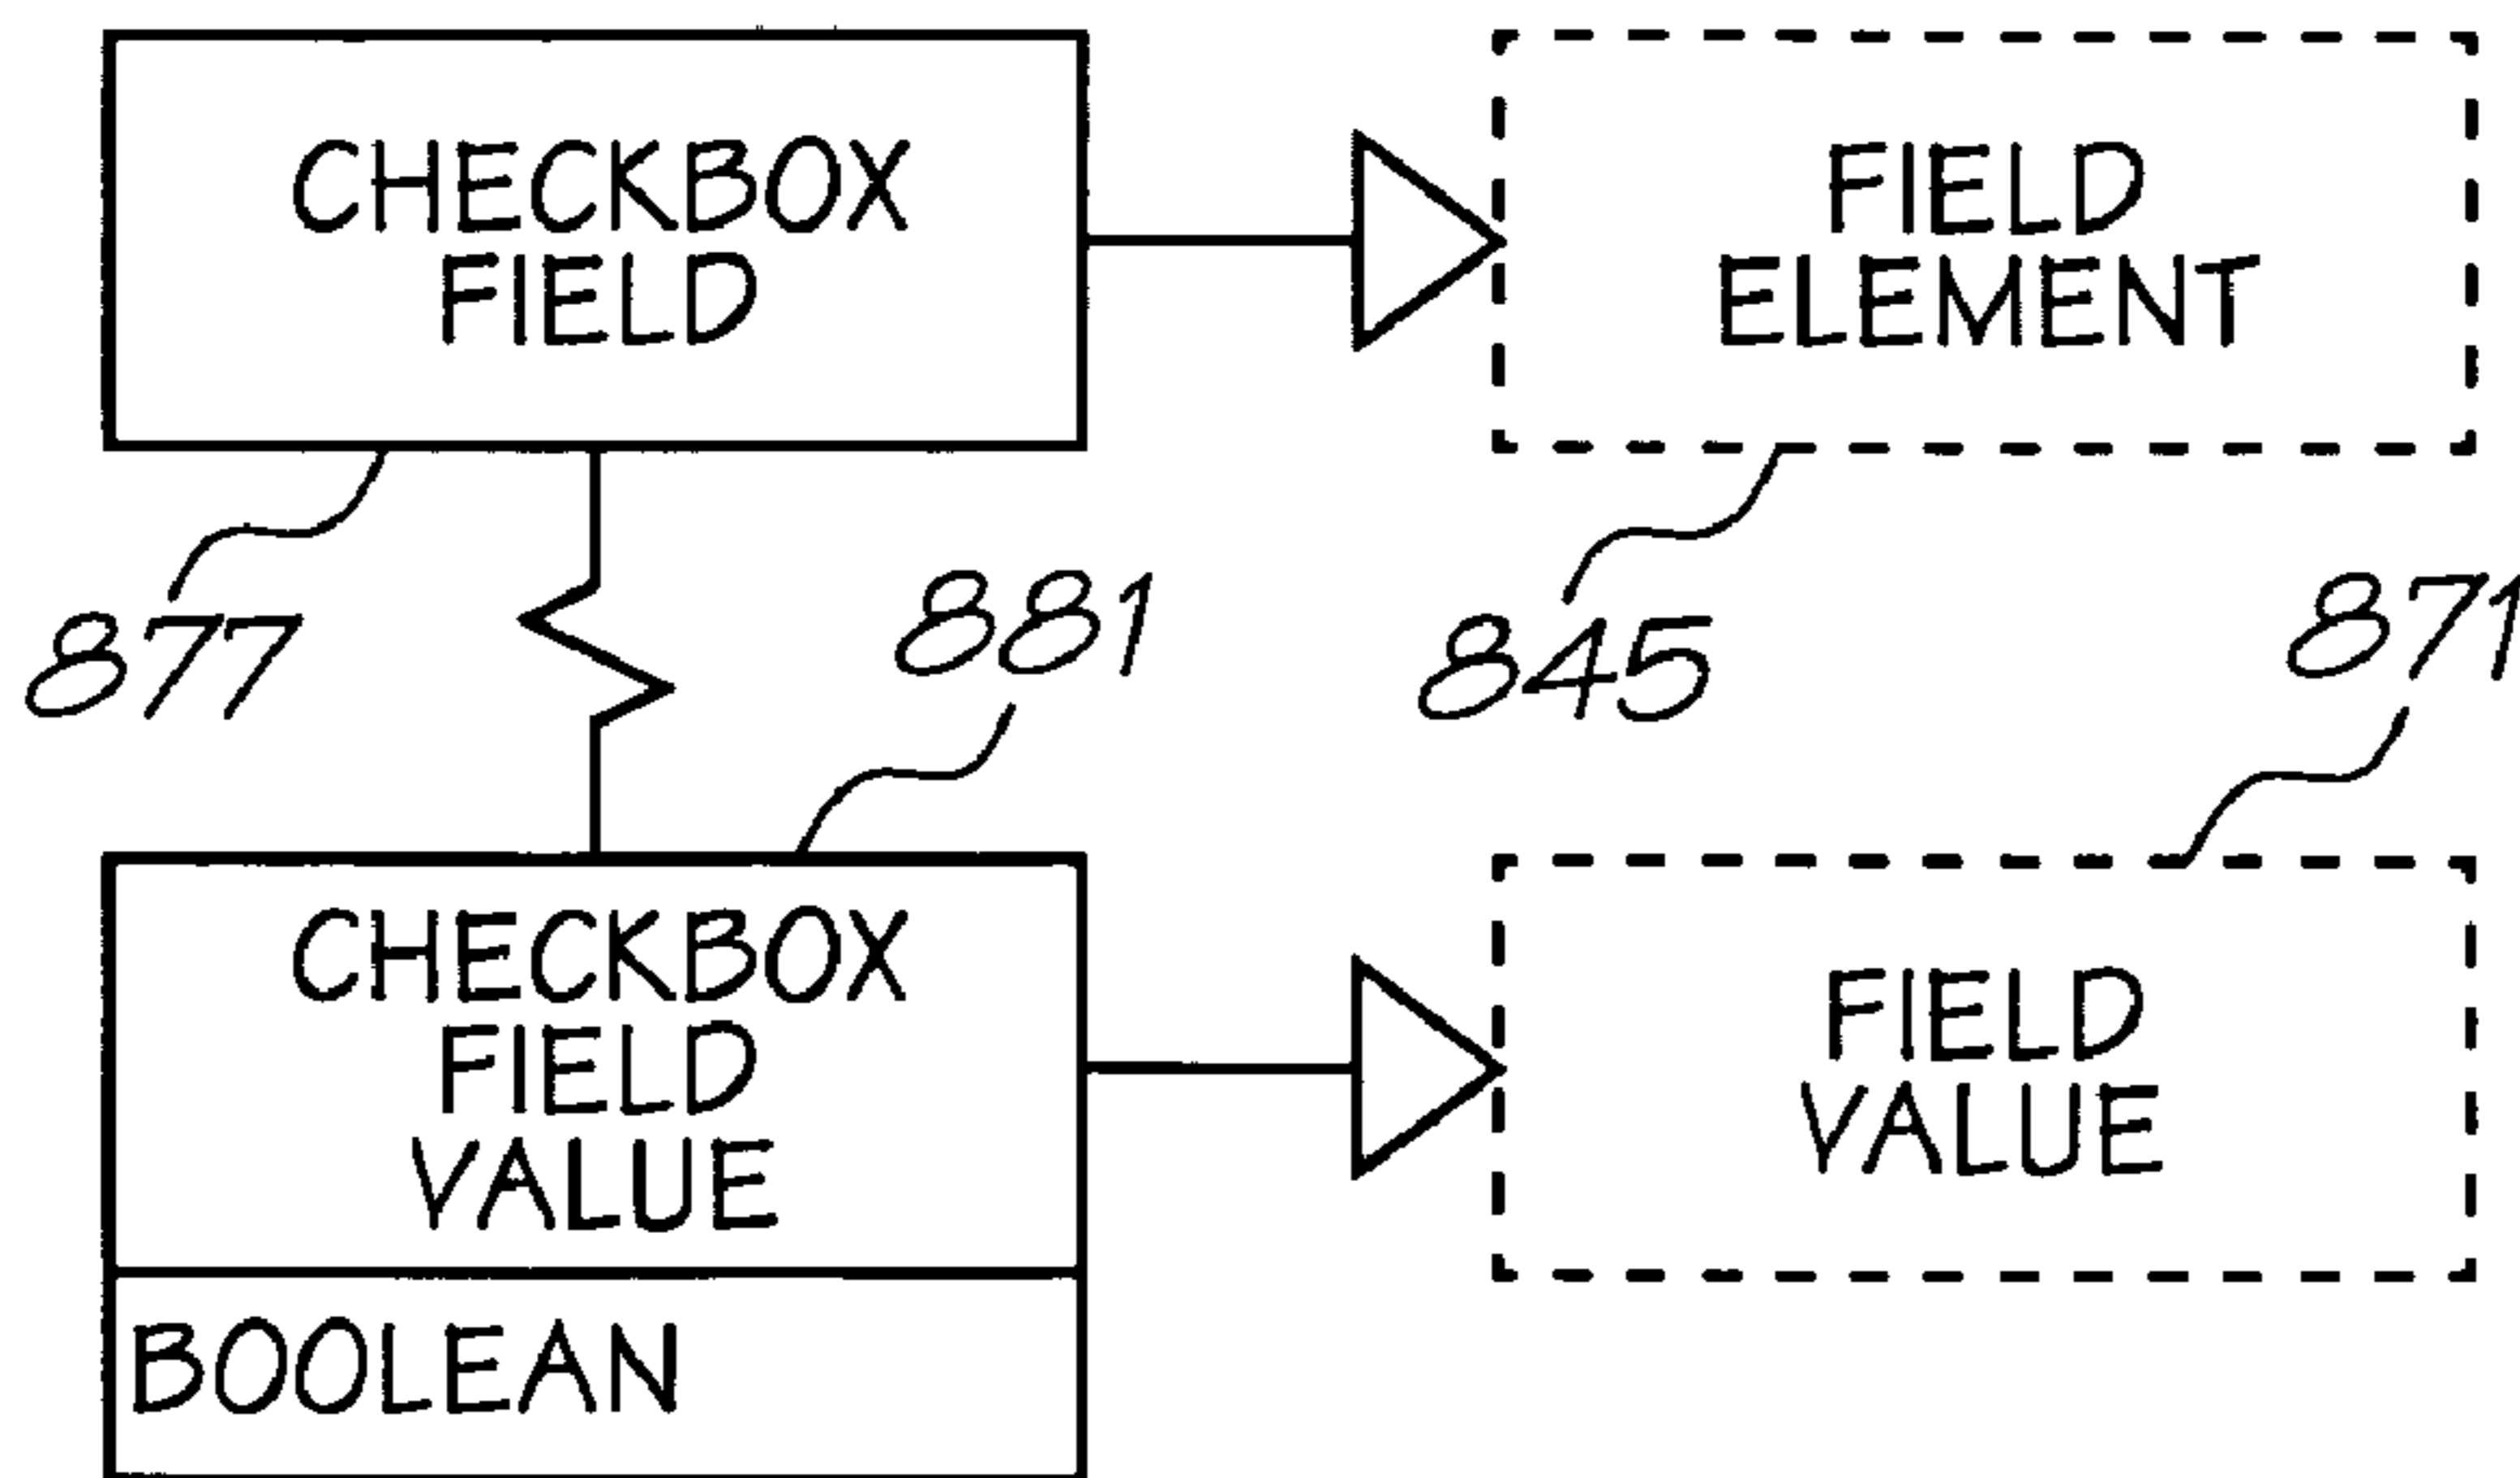 CHECKBOX
FIELD
FIELD
ELEMENT
877
881
845
871
CHECKBOX
FIELD
VALUE
FIELD
VALUE
BOOLEAN